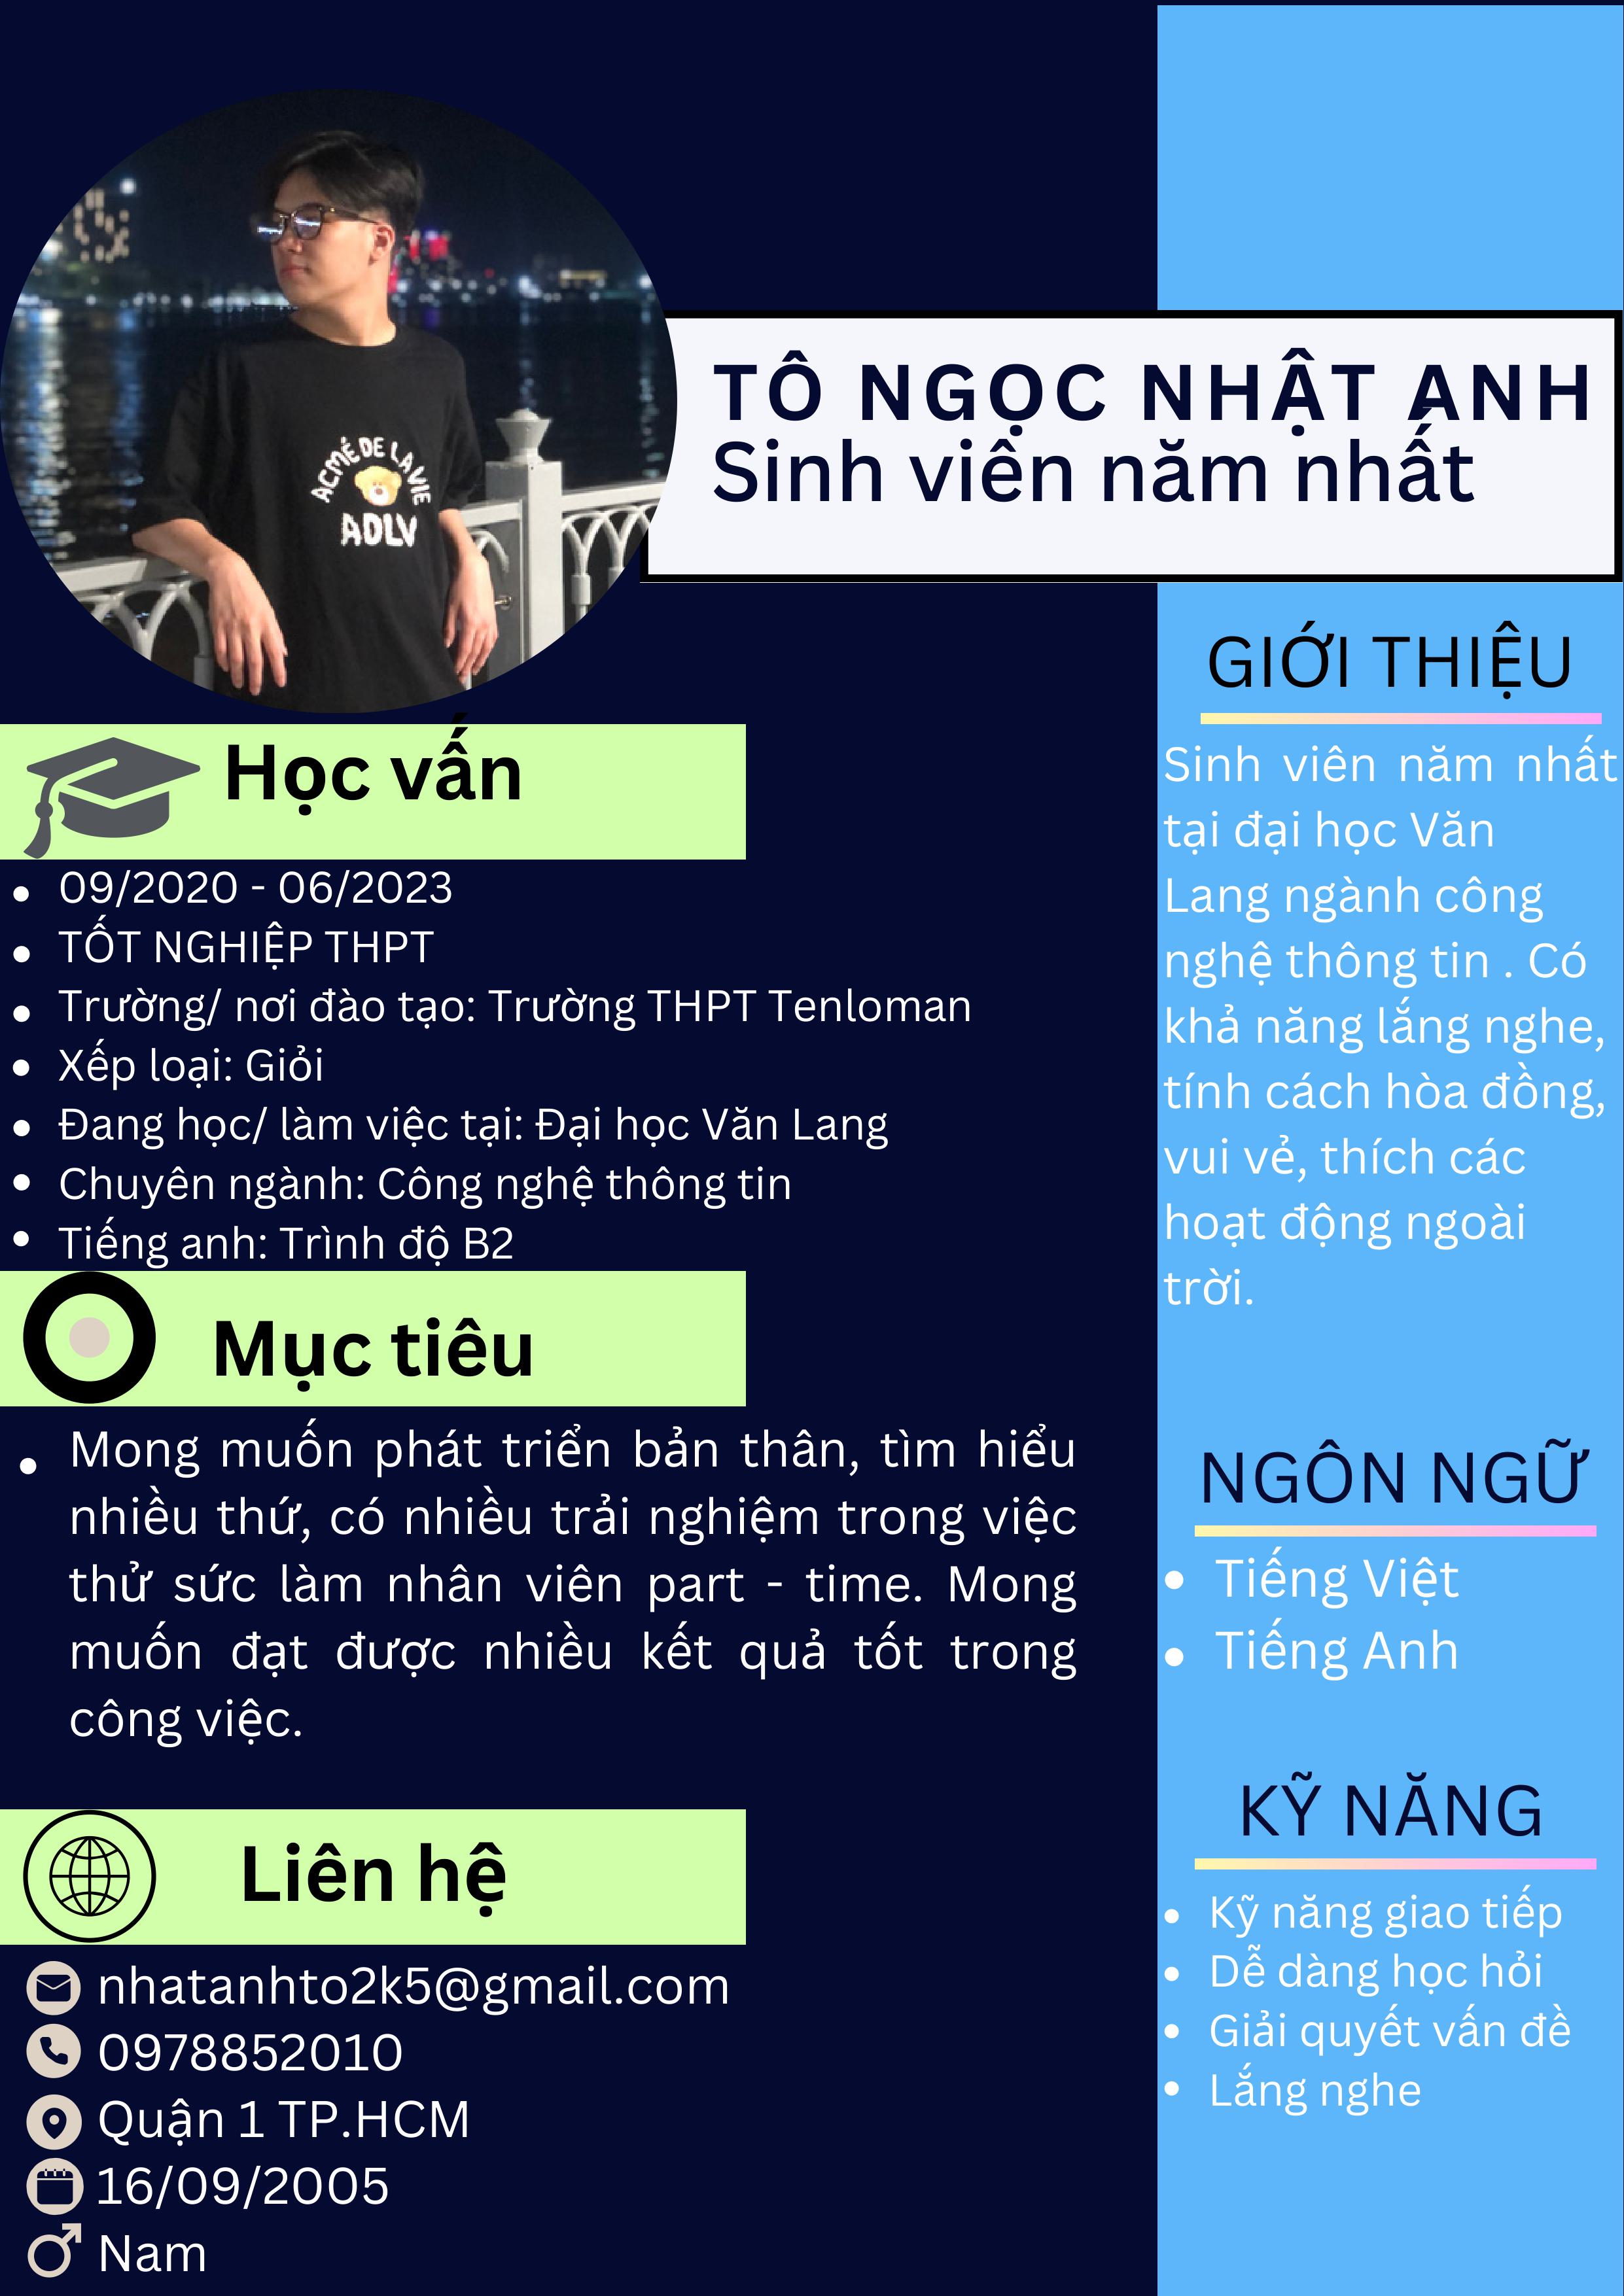 ACMÉ DE LA VIE
ADLV
TÔ NGỌC NHẬT ANH
Sinh viên năm nhất
Học vấn
09/2020 - 06/2023
TỐT NGHIỆP THPT
Trường/ nơi đào tạo: Trường THPT Tenloman
Xếp loại: Giỏi
Đang học/ làm việc tại: Đại học Văn Lang
Chuyên ngành: Công nghệ thông tin
Tiếng anh: Trình độ B2
Mục tiêu
Mong muốn phát triển bản thân, tìm hiểu
nhiều thứ, có nhiều trải nghiệm trong việc
thử sức làm nhân viên part - time. Mong
muốn đạt được nhiều kết quả tốt trong
công việc.
Liên hệ
nhatanhto2k5@gmail.com
0978852010
Quận 1 TP.HCM
16/09/2005
Nam
GIỚI THIỆU
Sinh viên năm nhất
tại đại học Văn
Lang ngành công
nghệ thông tin . Có
khả năng lắng nghe,
tính cách hòa đồng,
vui vẻ, thích các
hoạt động ngoài
trời.
NGÔN NGỮ
Tiếng Việt
Tiếng Anh
KỸ NĂNG
Kỹ năng giao tiếp
Dễ dàng học hỏi
Giải quyết vấn đề
Lắng nghe